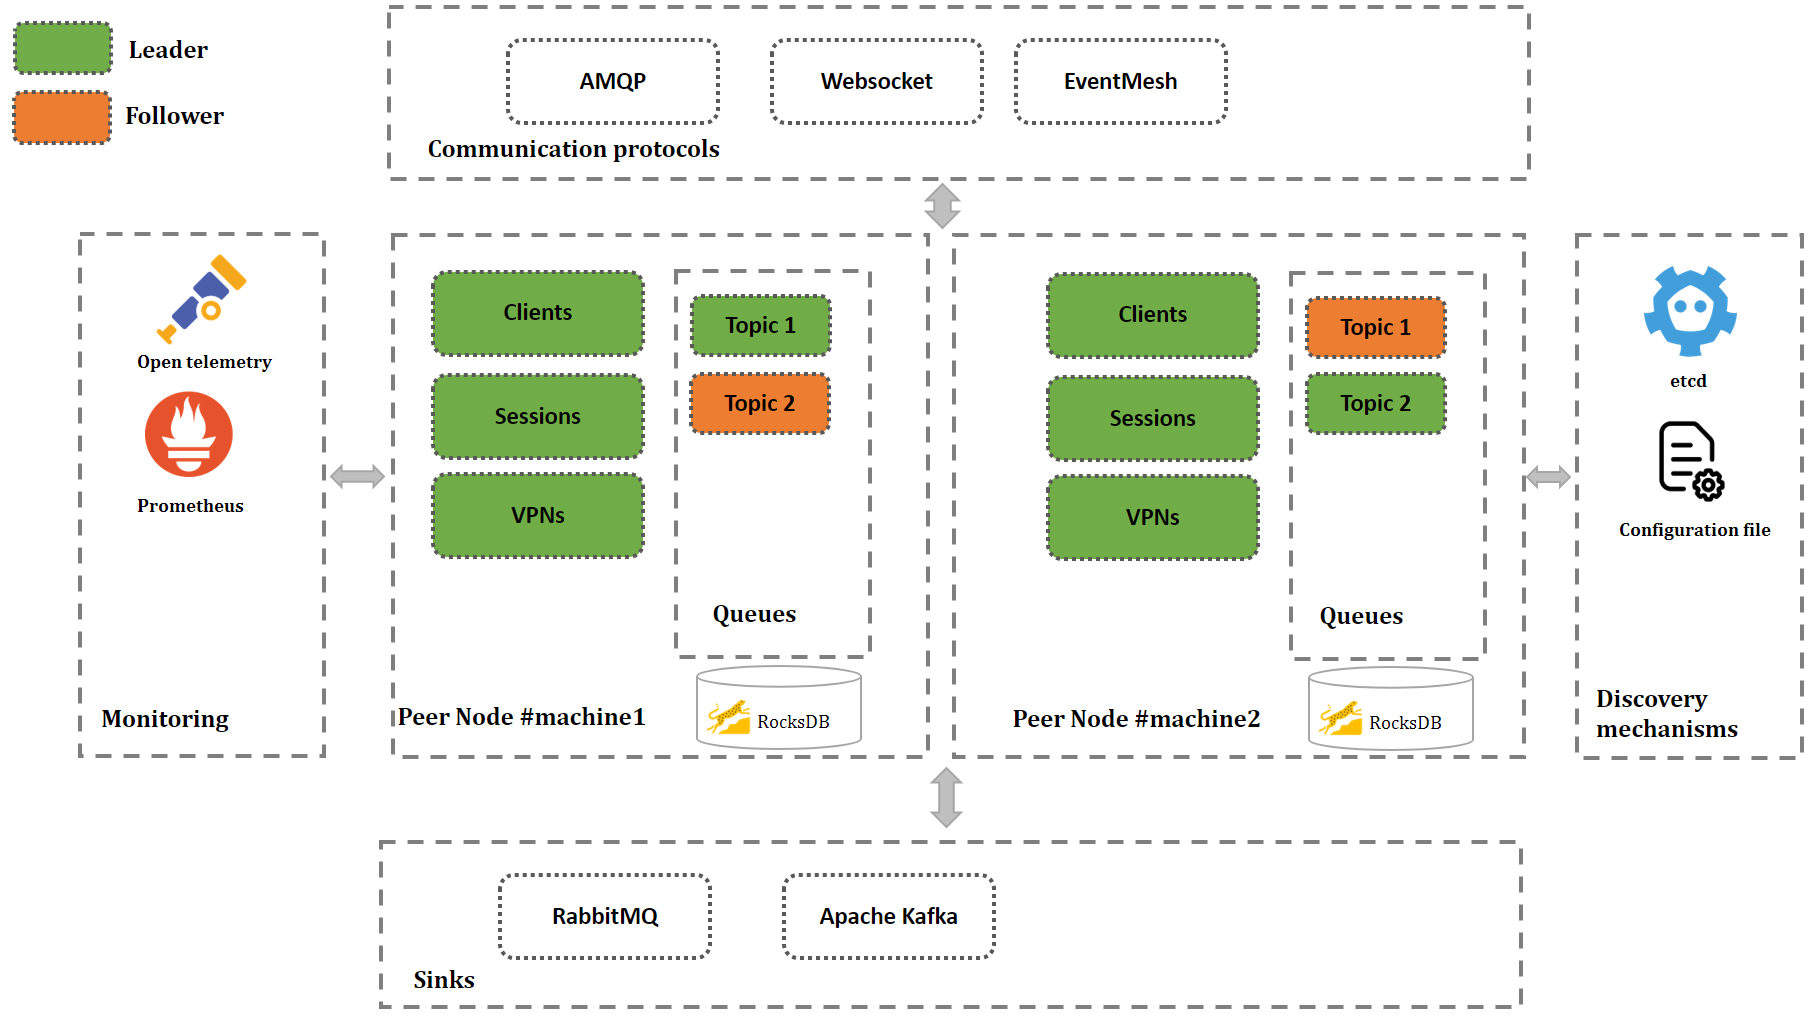 Leader
Follower
AMQP
Websocket
EventMesh
Communication protocols
Open telemetry
Prometheus
Monitoring
Clients
Sessions
VPNs
Topic 1
Topic 2
Queues
Peer Node #machine1
RocksDB
Clients
Sessions
VPNs
Topic 1
Topic 2
Queues
Peer Node #machine2
RocksDB
etcd
Configuration file
Discovery
mechanisms
RabbitMQ
Apache Kafka
Sinks